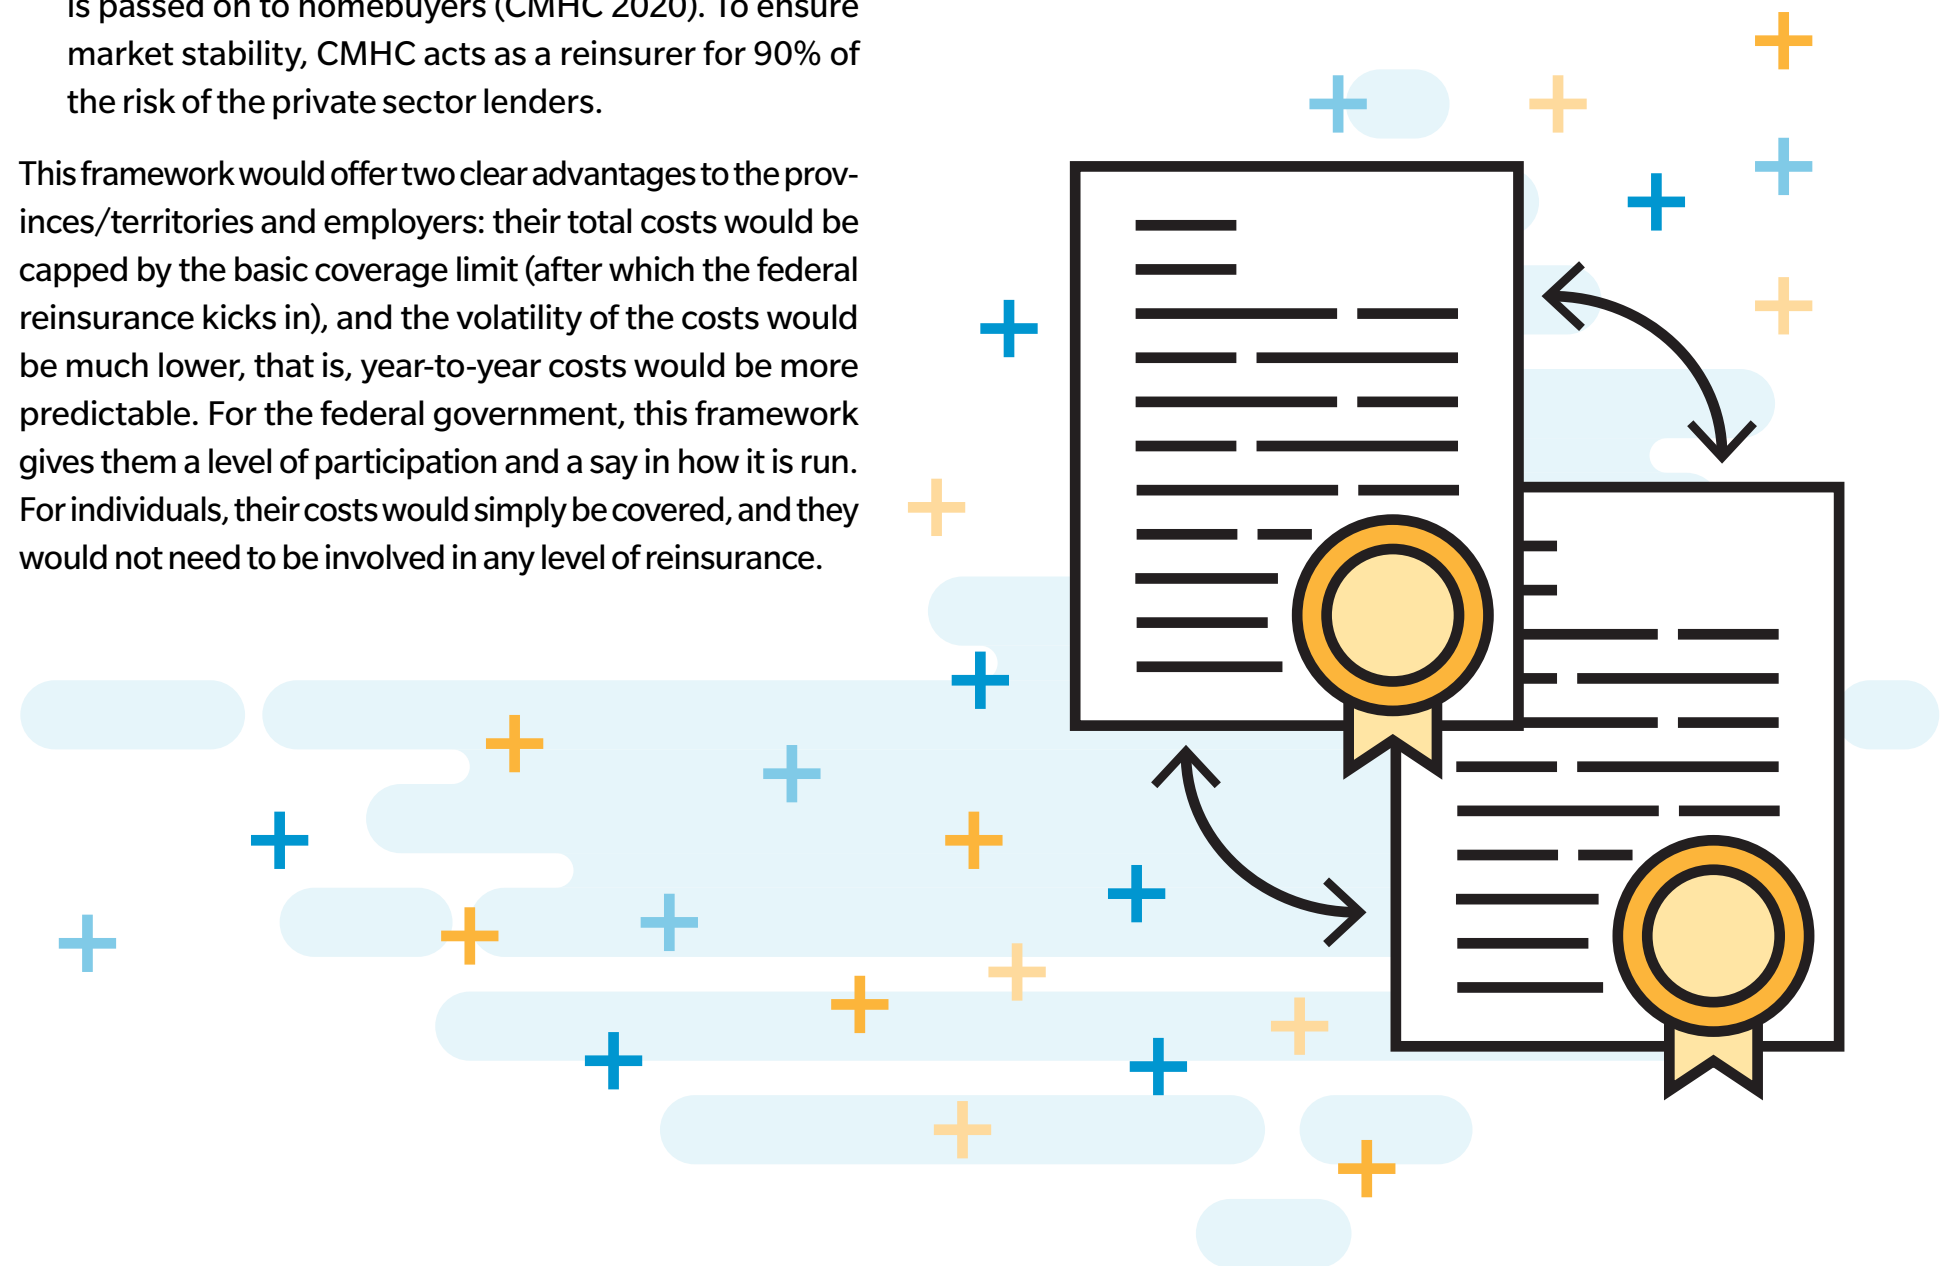 is passed on to homebuyers (CMHC 2020). To ensure
market stability, CMHC acts as a reinsurer for 90% of
the risk of the private sector lenders.
This framework would offer two clear advantages to the prov-
inces/territories and employers: their total costs would be
capped by the basic coverage limit (after which the federal
reinsurance kicks in), and the volatility of the costs would
be much lower, that is, year-to-year costs would be more
predictable. For the federal government, this framework
gives them a level of participation and a say in how it is run.
For individuals, their costs would simply be covered, and they
would not need to be involved in any level of reinsurance.